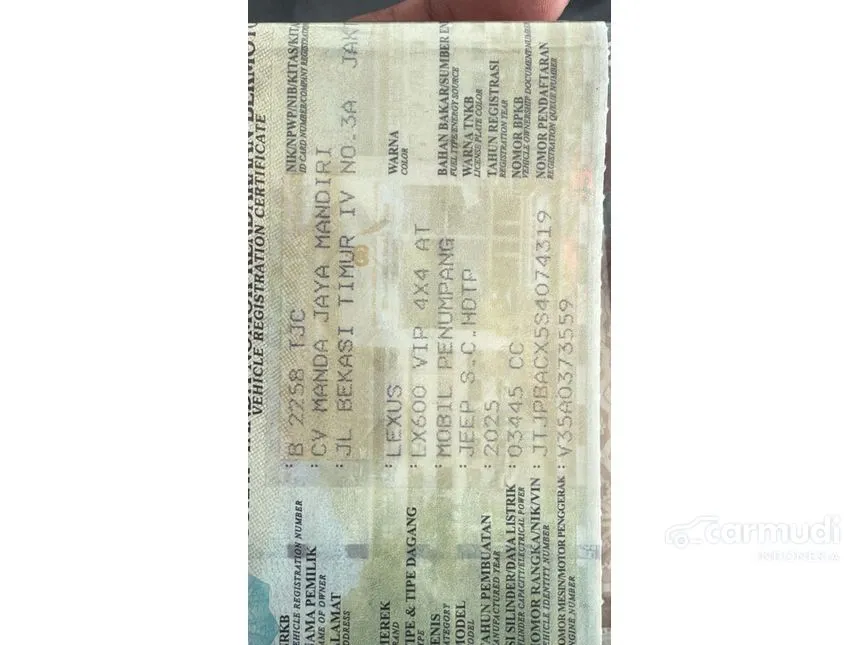 VEHICLE REGISTRATION CERTIFICATE
NRKB : B 2258 TJC
VEHICLE REGISTRATION NUMBER
NAMA PEMILIK : CV MANDA JAYA MANDIRI
NAME OF OWNER
ALAMAT : JL BEKASI TIMUR IV NO.3A JAKT
ADDRESS
MEREK : LEXUS
BRAND
TIPE & TIPE DAGANG : LX600 VIP 4X4 AT
TYPE
JENIS : MOBIL PENUMPANG
CATEGORY
MODEL : JEEP S.C.HDTP
MODEL
TAHUN PEMBUATAN : 2025
MANUFACTURED YEAR
ISI SILINDER/DAYA LISTRIK : 03445 CC
CYLINDER CAPACITY/ELECTRICAL POWER
NOMOR RANGKA/NIK/VIN : JTJPBACX5S4074319
VEHICLE IDENTITY NUMBER
NOMOR MESIN/MOTOR PENGGERAK : V35A0373559
ENGINE NUMBER
NIK/NPWP/NIB/KITAS/KITA
ID CARD NUMBER/COMPANY REGISTRATION
WARNA
COLOR
BAHAN BAKAR/SUMBER EN
FUEL TYPE/ENERGY SOURCE
WARNA TNKB
LICENSE PLATE COLOR
TAHUN REGISTRASI
REGISTRATION YEAR
NOMOR BPKB
VEHICLE OWNERSHIP DOCUMENT NUMBER
NOMOR PENDAFTARAN
REGISTRATION QUEUE NUMBER
carmudi
INDONESIA